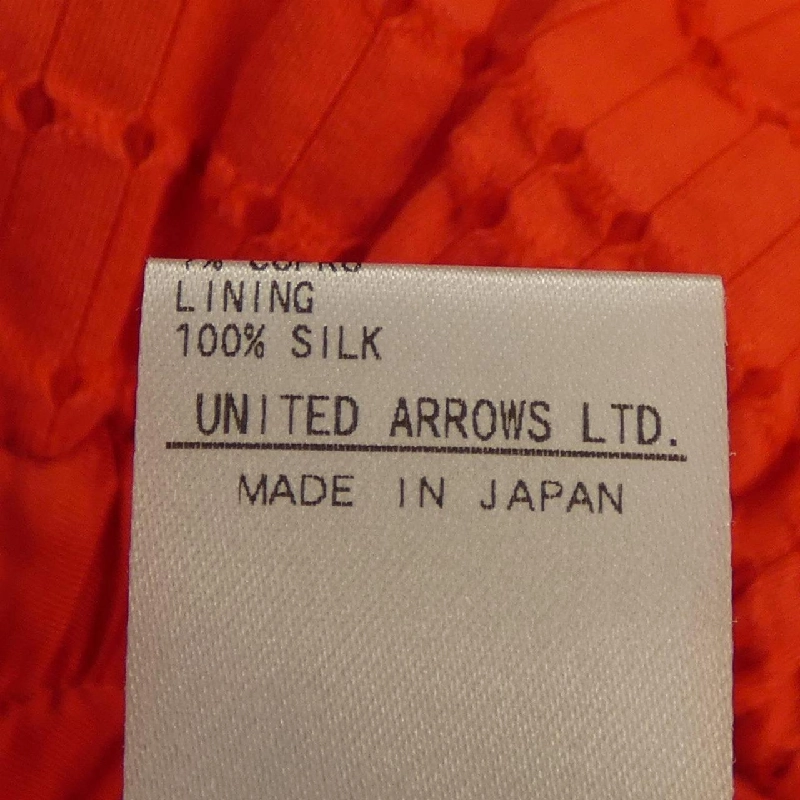 LINING
100% SILK
UNITED ARROWS LTD.
MADE IN JAPAN